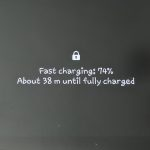 Fast charging: 74%
About 38 m until fully charged